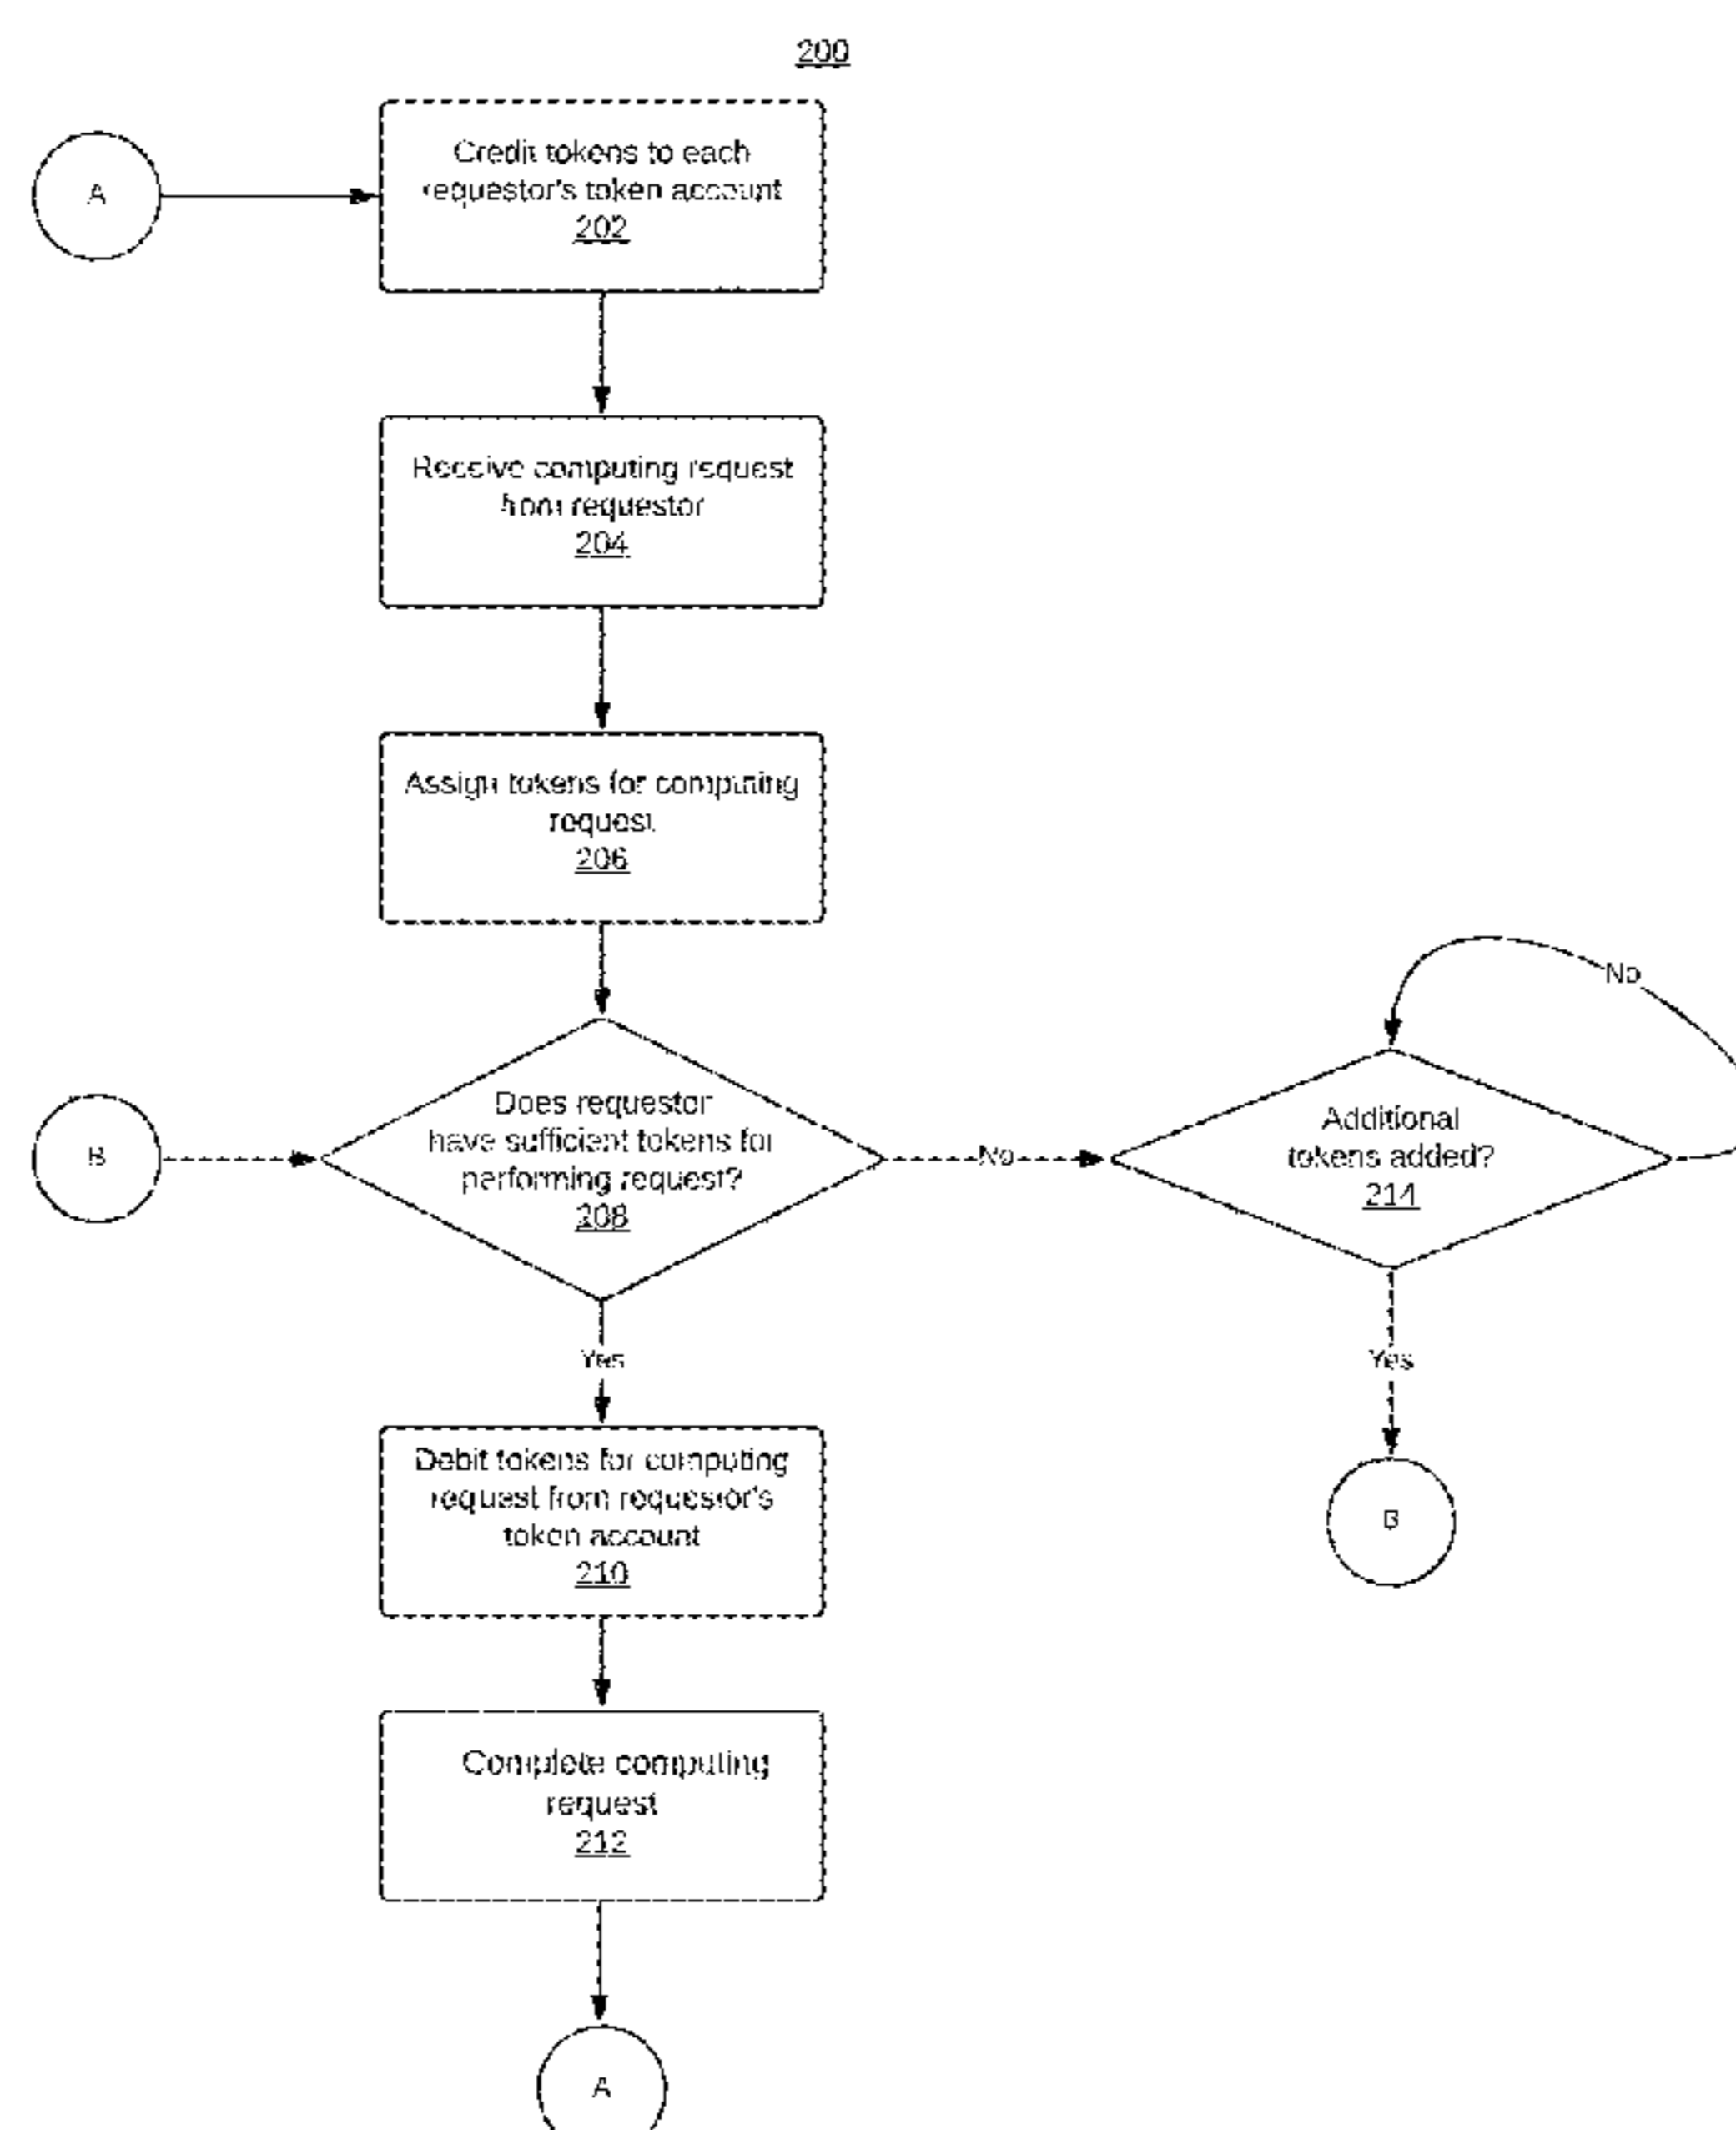 200
A
Credit tokens to each
requestor's token account
202
Receive computing request
from requestor
204
Assign tokens for computing
request
206
No
B
Does requestor
have sufficient tokens for
performing request?
208
No
Additional
tokens added?
214
Yes
Yes
Debit tokens for computing
request from requestor's
token account
210
B
Complete computing
request
212
A